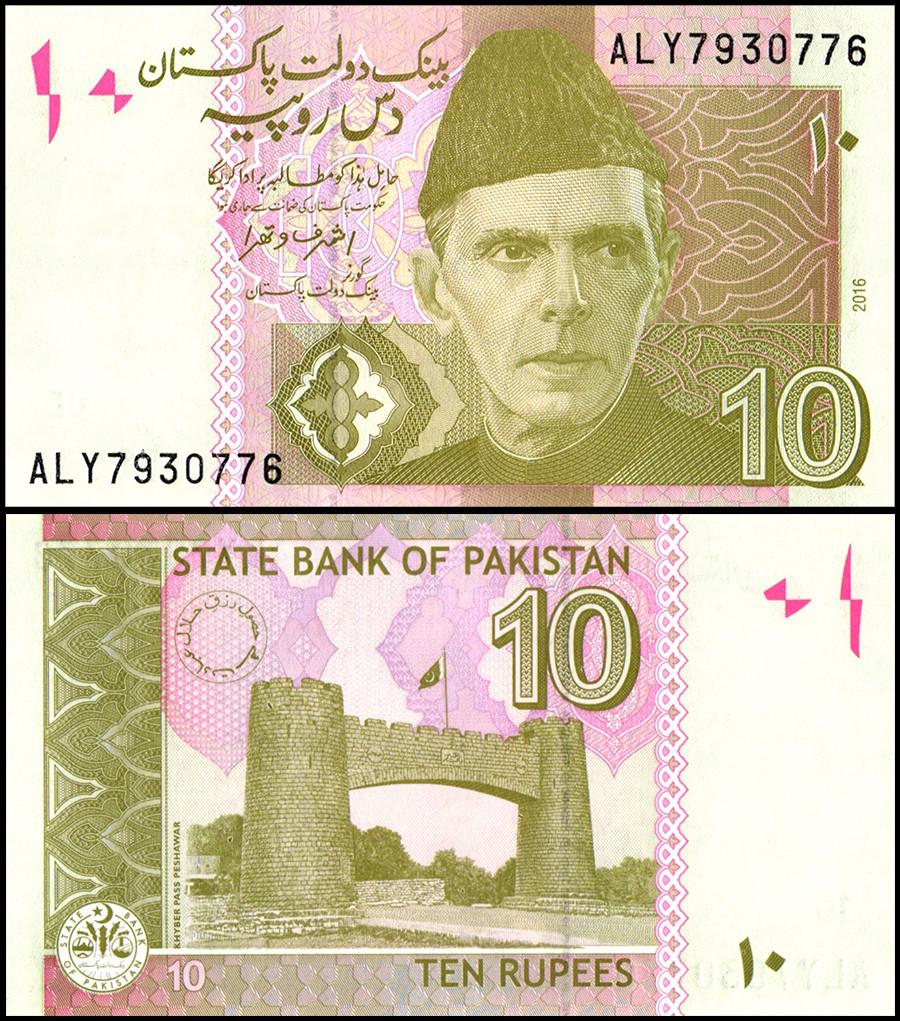 ALY7930776
بینک دولت پاکستان
دس روپیہ
۱۰
حامل ہٰذا کو مطالبہ پر ادا کریگا
حکومت پاکستان کی ضمانت سے جاری ہوا
اشرف وتھرا
گورنر
بینک دولت پاکستان
2016
10
ALY7930776
STATE BANK OF PAKISTAN
10
حصول رزق حلال عبادت ہے
KHYBER PASS PESHAWAR
STATE BANK OF PAKISTAN
10
TEN RUPEES
۱۰